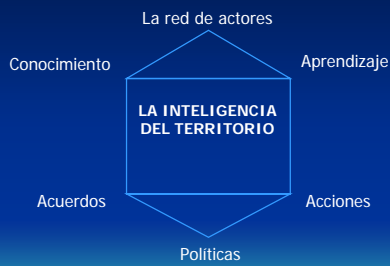 La red de actores
Conocimiento
Aprendizaje
LA INTELIGENCIA
DEL TERRITORIO
Acuerdos
Acciones
Políticas